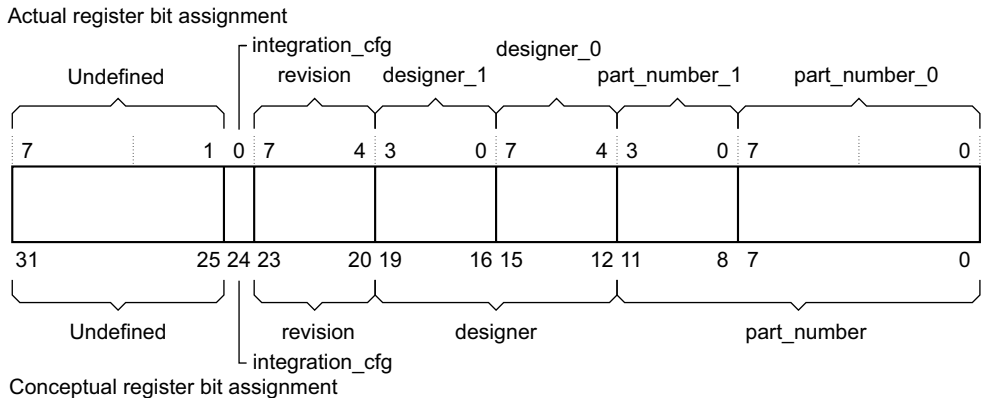 Actual register bit assignment
integration_cfg
designer_0
Undefined revision designer_1 part_number_1 part_number_0
7 1 0 7 4 3 0 7 4 3 0 7 0
31 25 24 23 20 19 16 15 12 11 8 7 0
Undefined revision designer part_number
integration_cfg
Conceptual register bit assignment